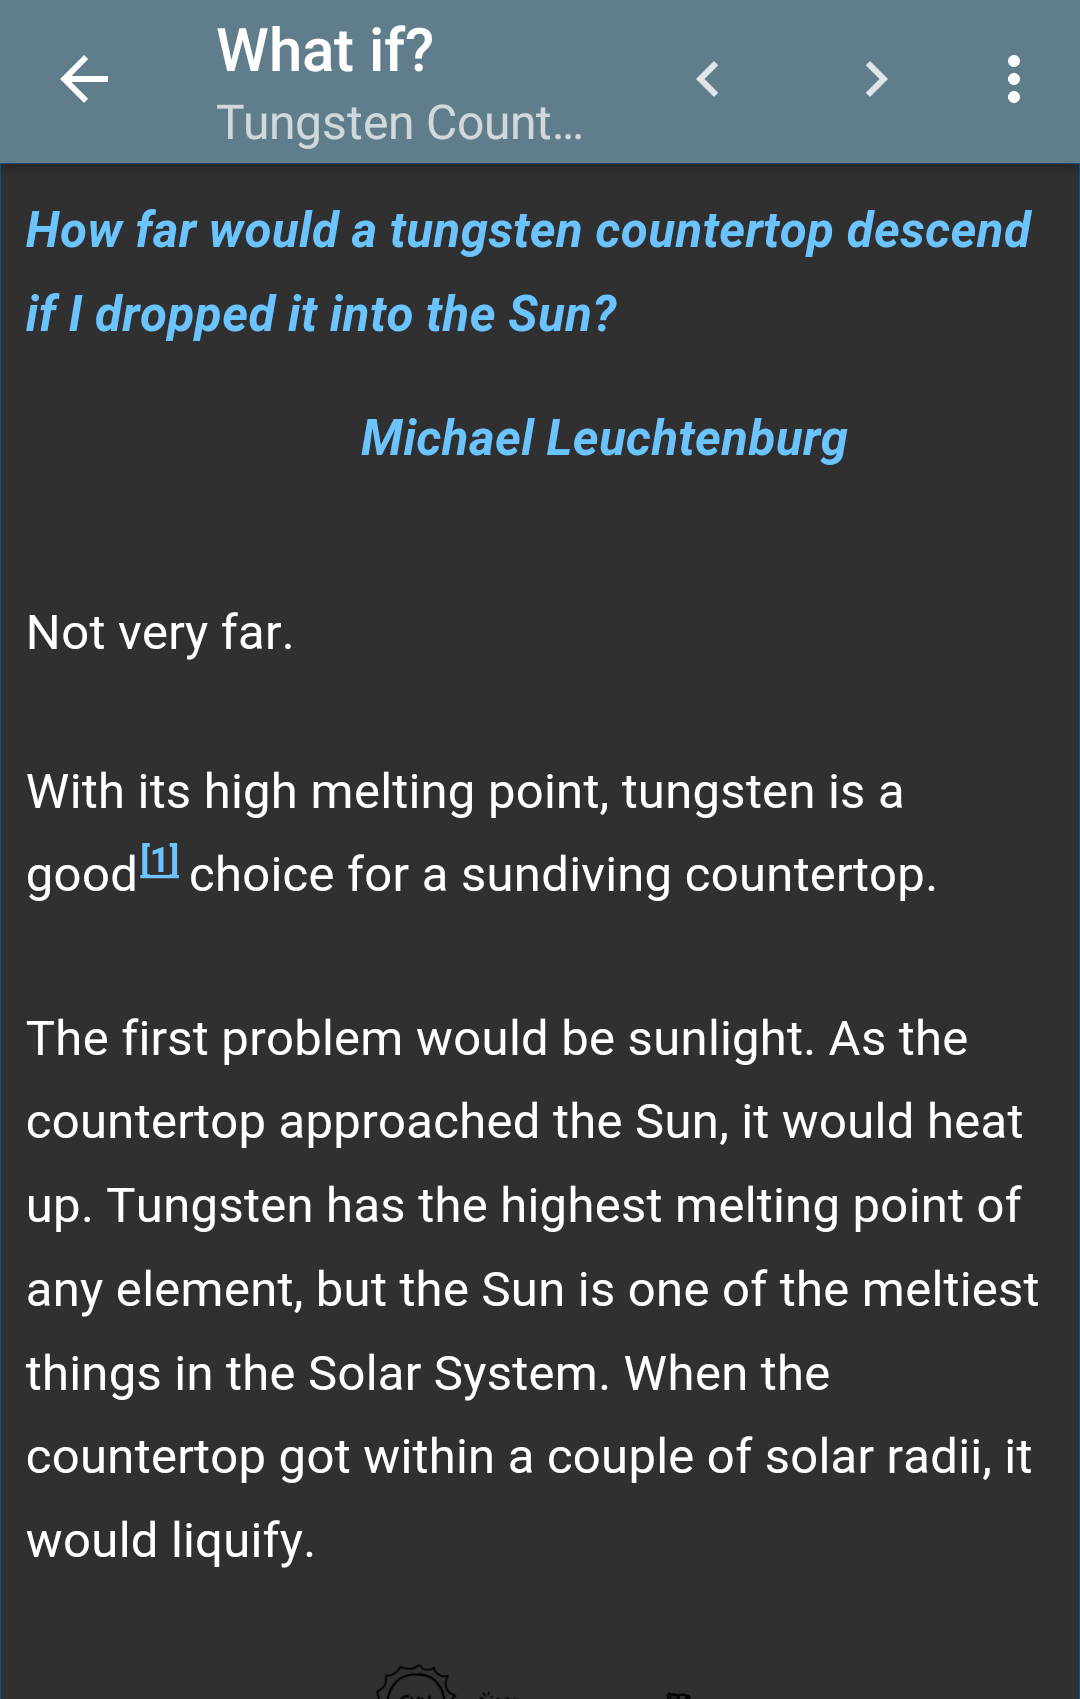 What if?
Tungsten Count...
How far would a tungsten countertop descend
if I dropped it into the Sun?
Michael Leuchtenburg
Not very far.
With its high melting point, tungsten is a
good[1] choice for a sundiving countertop.
The first problem would be sunlight. As the
countertop approached the Sun, it would heat
up. Tungsten has the highest melting point of
any element, but the Sun is one of the meltiest
things in the Solar System. When the
countertop got within a couple of solar radii, it
would liquify.